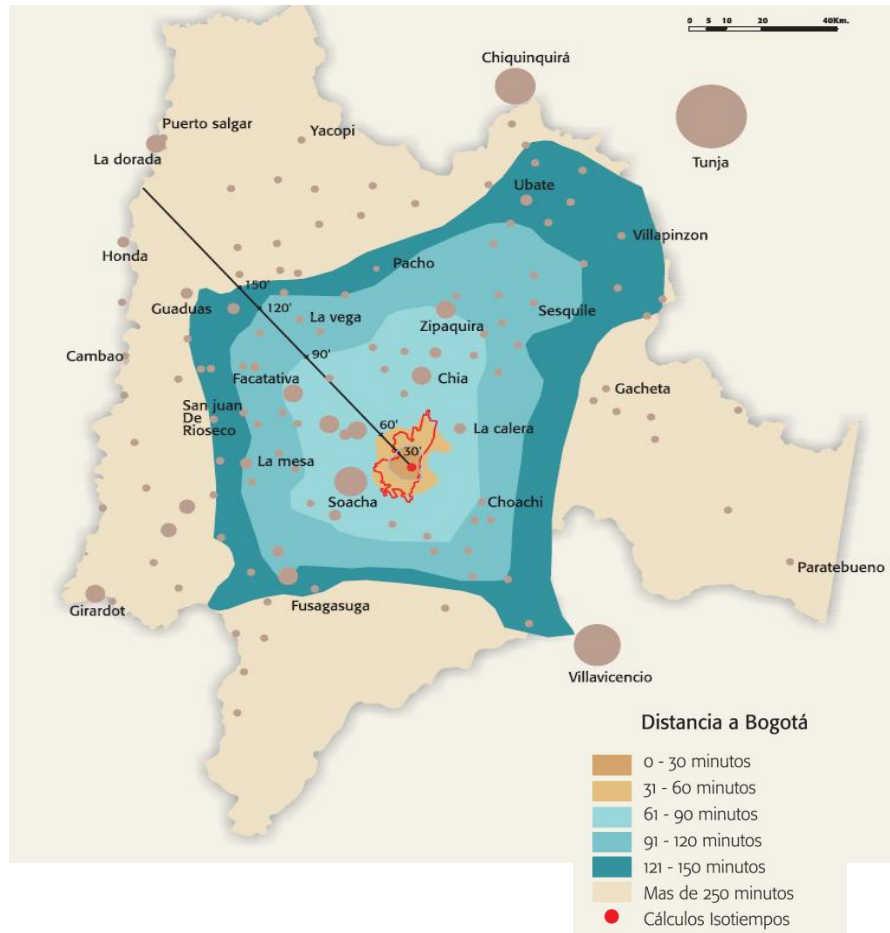 0 5 10 20 40Km.
Chiquinquirá
Tunja
Puerto salgar
Yacopi
La dorada
Ubate
Villapinzon
Honda
Pacho
150'
Guaduas
120'
La vega
Zipaquira
Sesquile
Cambao
90'
Facatativa
Chia
Gacheta
San juan
De
Rioseco
60'
La calera
30'
La mesa
Soacha
Choachi
Paratebueno
Girardot
Fusagasuga
Villavicencio
Distancia a Bogotá
0 - 30 minutos
31 - 60 minutos
61 - 90 minutos
91 - 120 minutos
121 - 150 minutos
Mas de 250 minutos
Cálculos Isotiempos